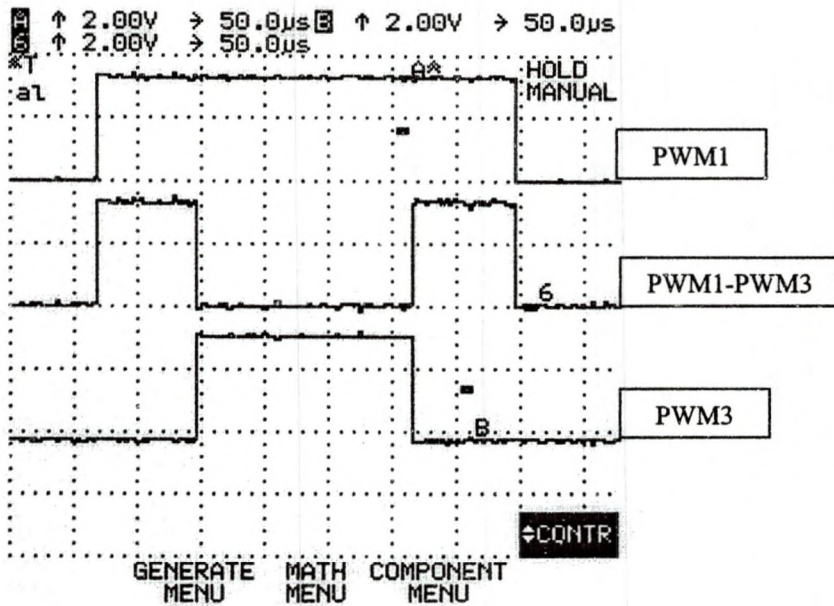 A ↑ 2.00V → 50.0µs B ↑ 2.00V → 50.0µs
6 ↑ 2.00V → 50.0µs
*T
al
A^
HOLD
MANUAL
PWM1
6
PWM1-PWM3
B
PWM3
CONTR
GENERATE MENU
MATH MENU
COMPONENT MENU